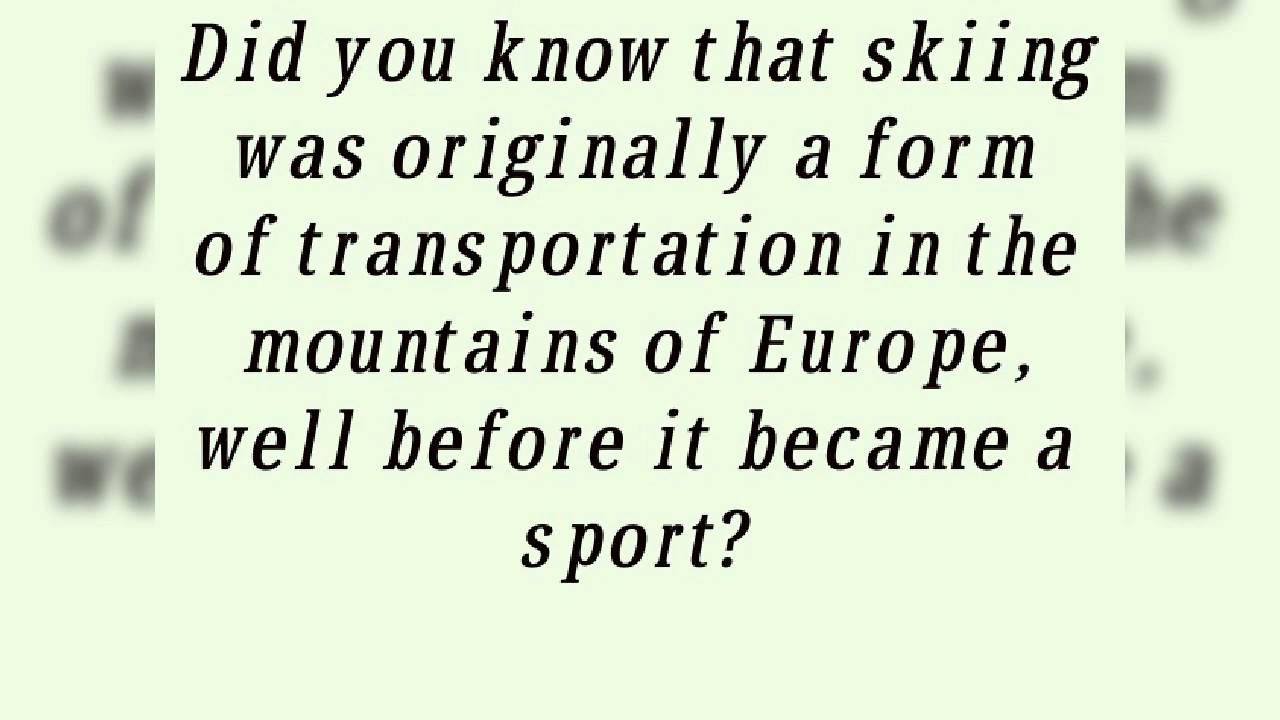 Did you know that skiing
was originally a form
of transportation in the
mountains of Europe,
well before it became a
sport?